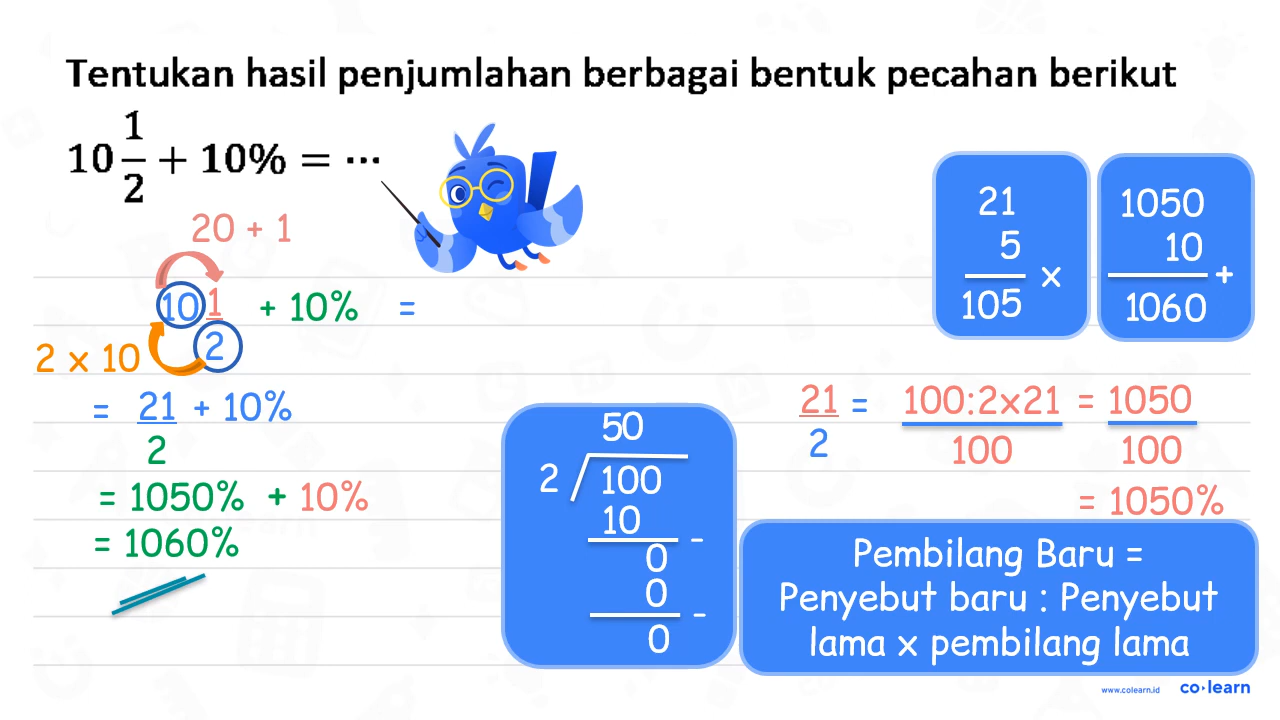 Tentukan hasil penjumlahan berbagai bentuk pecahan berikut
10 1/2 + 10% = ...
20 + 1
10 1/2 + 10% =
2 x 10
= 21/2 + 10%
= 1050% + 10%
= 1060%
50
2 100
10 -
0
0 -
0
21
5 x
105
1050
10 +
1060
21/2 = 100:2x21/100 = 1050/100
= 1050%
Pembilang Baru =
Penyebut baru : Penyebut
lama x pembilang lama
www.colearn.id co·learn